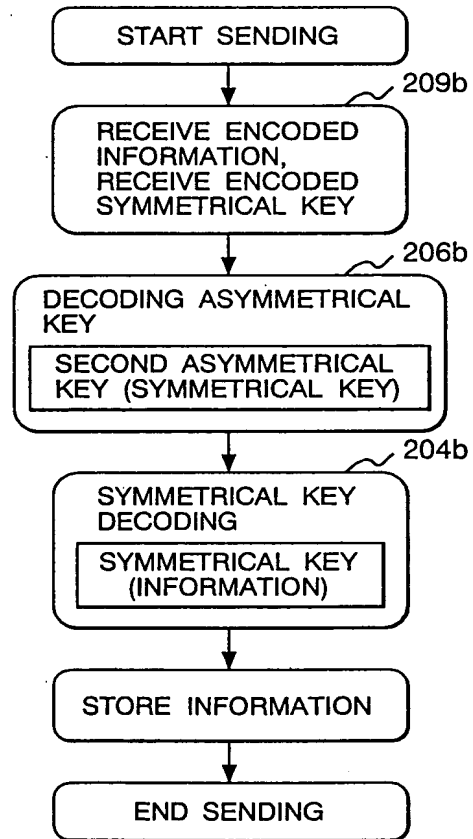 START SENDING
209b
RECEIVE ENCODED
INFORMATION,
RECEIVE ENCODED
SYMMETRICAL KEY
206b
DECODING ASYMMETRICAL
KEY
SECOND ASYMMETRICAL
KEY (SYMMETRICAL KEY)
204b
SYMMETRICAL KEY
DECODING
SYMMETRICAL KEY
(INFORMATION)
STORE INFORMATION
END SENDING